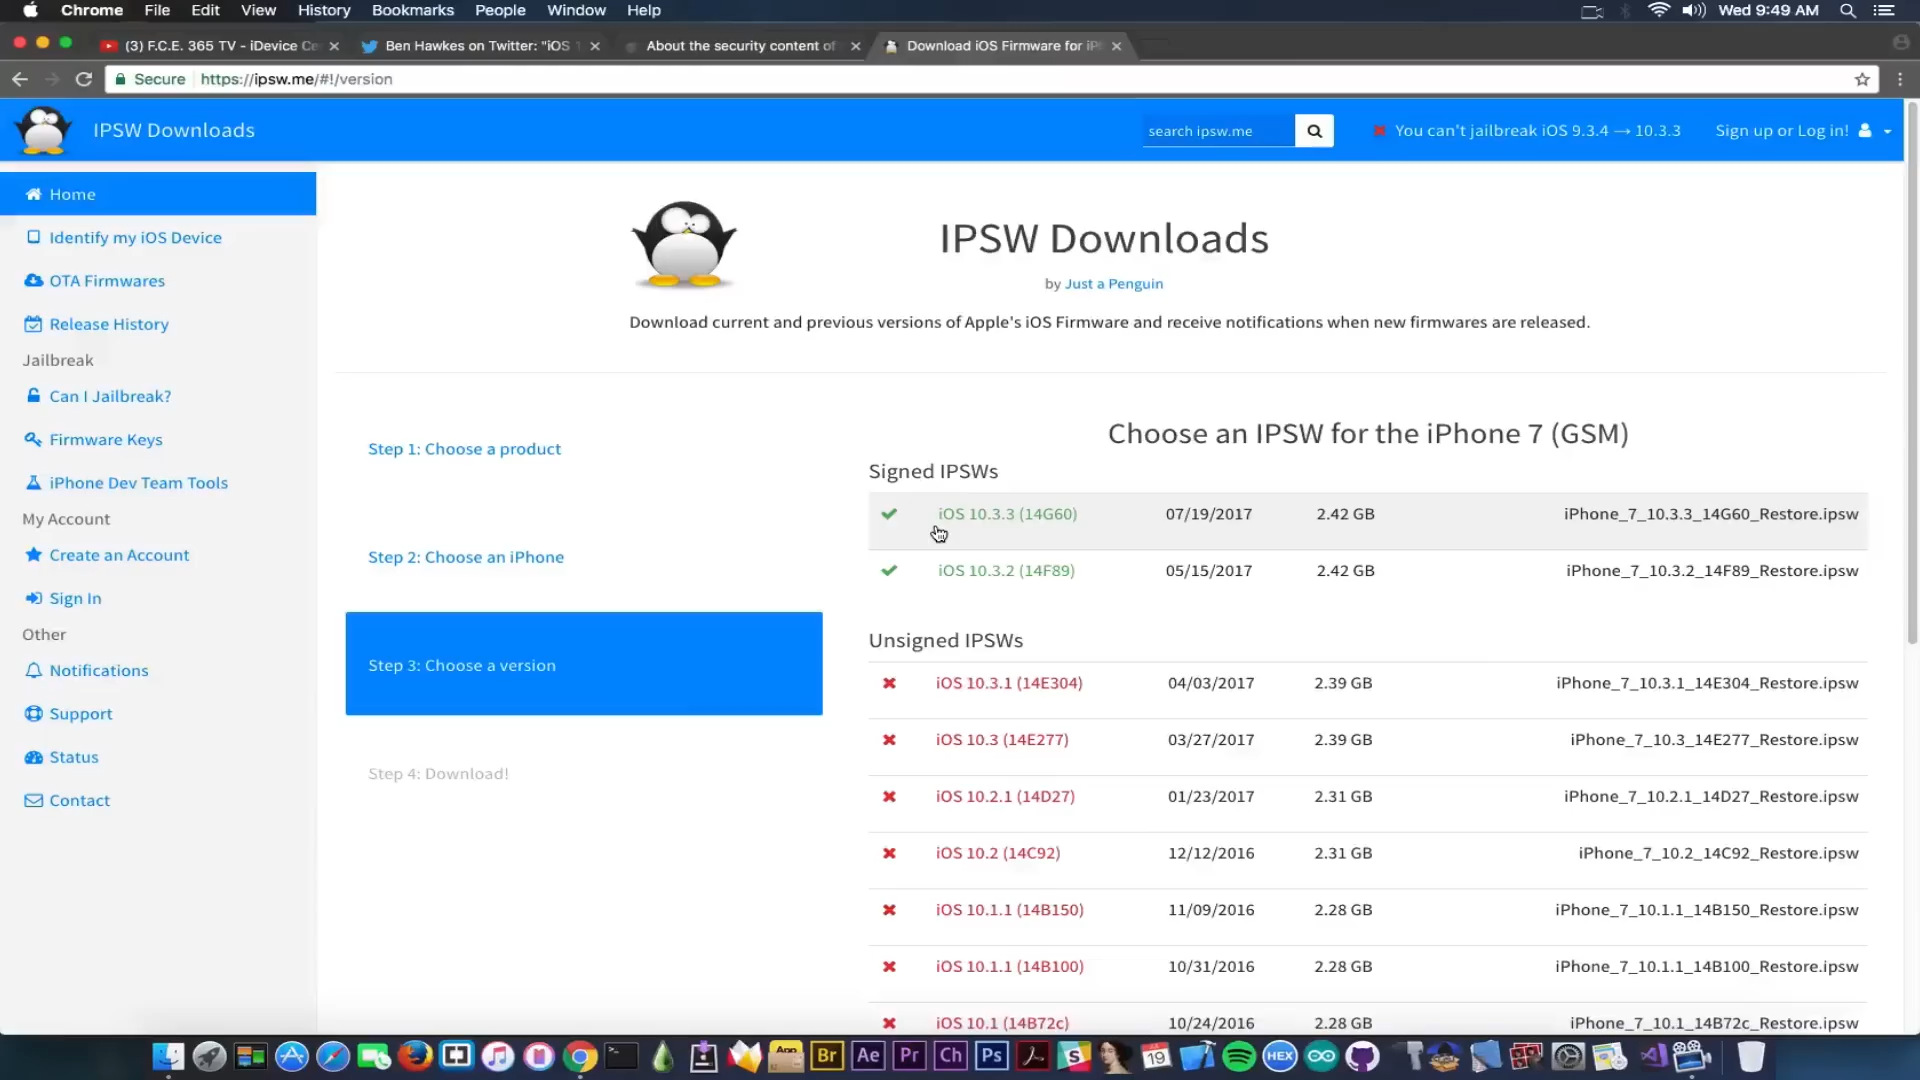 Chrome File Edit View History Bookmarks People Window Help Wed 9:49 AM
(3) F.C.E. 365 TV - iDevice Ce
Ben Hawkes on Twitter: "iOS
About the security content of
Download iOS Firmware for iP
Secure https://ipsw.me/#!/version
IPSW Downloads
search ipsw.me
You can't jailbreak iOS 9.3.4 → 10.3.3
Sign up or Log in!
Home
Identify my iOS Device
OTA Firmwares
Release History
Jailbreak
Can I Jailbreak?
Firmware Keys
iPhone Dev Team Tools
My Account
Create an Account
Sign In
Other
Notifications
Support
Status
Contact
IPSW Downloads
by Just a Penguin
Download current and previous versions of Apple's iOS Firmware and receive notifications when new firmwares are released.
Step 1: Choose a product
Step 2: Choose an iPhone
Step 3: Choose a version
Step 4: Download!
Choose an IPSW for the iPhone 7 (GSM)
Signed IPSWs
iOS 10.3.3 (14G60) 07/19/2017 2.42 GB iPhone_7_10.3.3_14G60_Restore.ipsw
iOS 10.3.2 (14F89) 05/15/2017 2.42 GB iPhone_7_10.3.2_14F89_Restore.ipsw
Unsigned IPSWs
iOS 10.3.1 (14E304) 04/03/2017 2.39 GB iPhone_7_10.3.1_14E304_Restore.ipsw
iOS 10.3 (14E277) 03/27/2017 2.39 GB iPhone_7_10.3_14E277_Restore.ipsw
iOS 10.2.1 (14D27) 01/23/2017 2.31 GB iPhone_7_10.2.1_14D27_Restore.ipsw
iOS 10.2 (14C92) 12/12/2016 2.31 GB iPhone_7_10.2_14C92_Restore.ipsw
iOS 10.1.1 (14B150) 11/09/2016 2.28 GB iPhone_7_10.1.1_14B150_Restore.ipsw
iOS 10.1.1 (14B100) 10/31/2016 2.28 GB iPhone_7_10.1.1_14B100_Restore.ipsw
iOS 10.1 (14B72c) 10/24/2016 2.28 GB iPhone_7_10.1_14B72c_Restore.ipsw
App Br Ae Pr Ch Ps 19 HEX